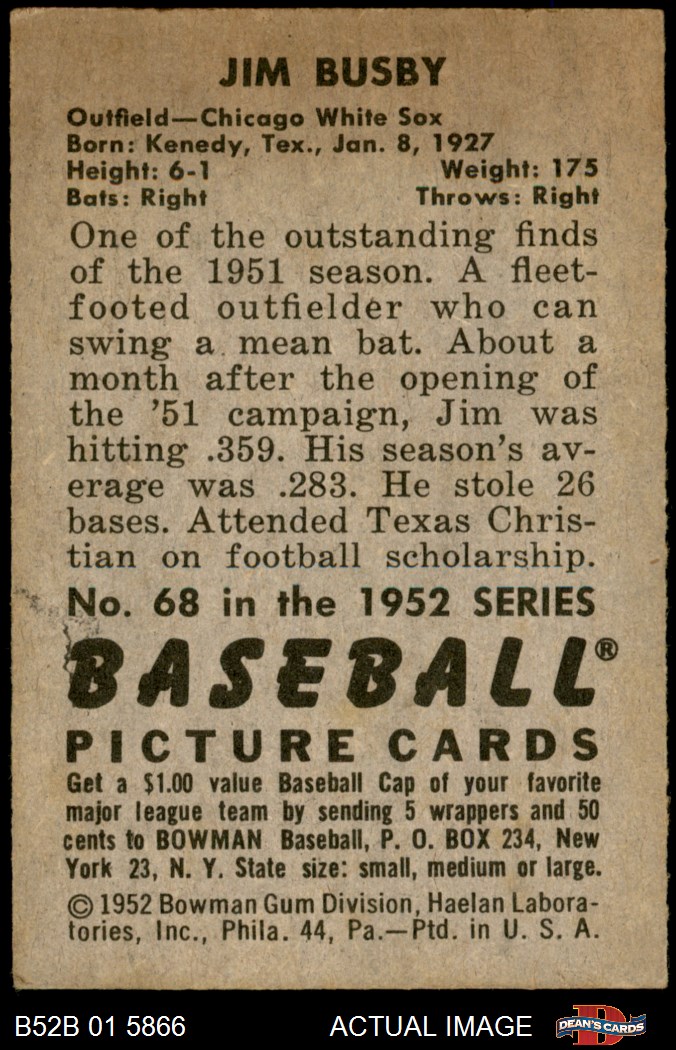 JIM BUSBY
Outfield—Chicago White Sox
Born: Kenedy, Tex., Jan. 8, 1927
Height: 6-1 Weight: 175
Bats: Right Throws: Right
One of the outstanding finds
of the 1951 season. A fleet-
footed outfielder who can
swing a mean bat. About a
month after the opening of
the '51 campaign, Jim was
hitting .359. His season's av-
erage was .283. He stole 26
bases. Attended Texas Chris-
tian on football scholarship.
No. 68 in the 1952 SERIES
BASEBALL®
PICTURE CARDS
Get a $1.00 value Baseball Cap of your favorite
major league team by sending 5 wrappers and 50
cents to BOWMAN Baseball, P. O. BOX 234, New
York 23, N. Y. State size: small, medium or large.
© 1952 Bowman Gum Division, Haelan Labora-
tories, Inc., Phila. 44, Pa.—Ptd. in U. S. A.
B52B 01 5866 ACTUAL IMAGE D DEAN'S CARDS